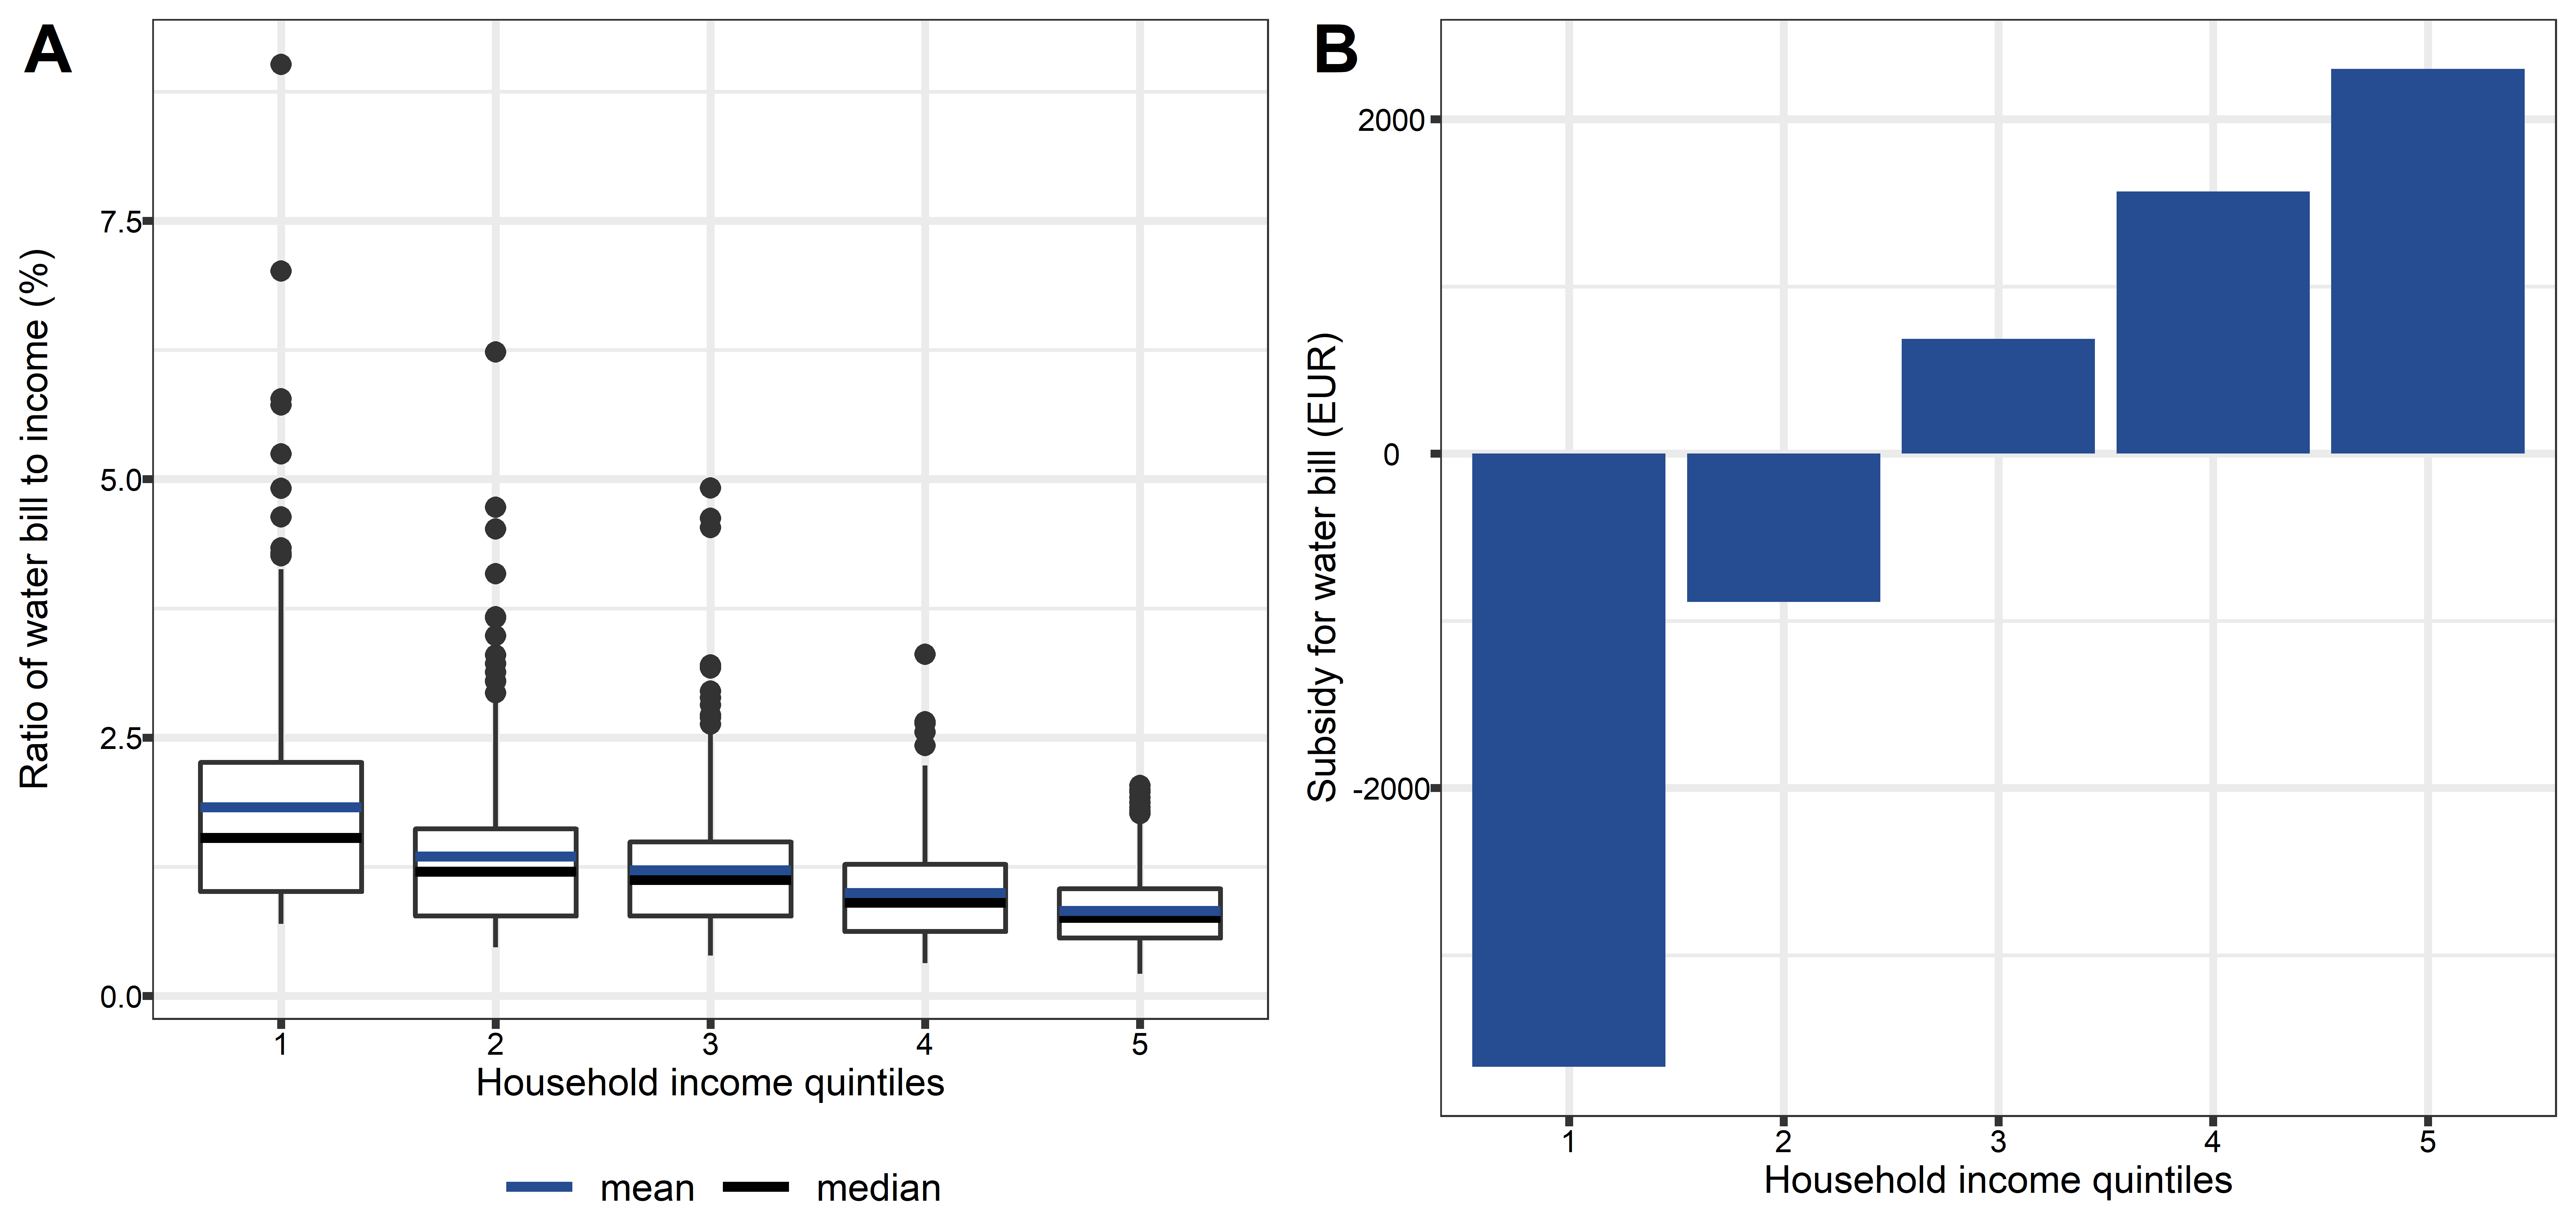 A
Ratio of water bill to income (%)
7.5
5.0
2.5
0.0
1 2 3 4 5
Household income quintiles
mean median
B
Subsidy for water bill (EUR)
2000
0
-2000
1 2 3 4 5
Household income quintiles